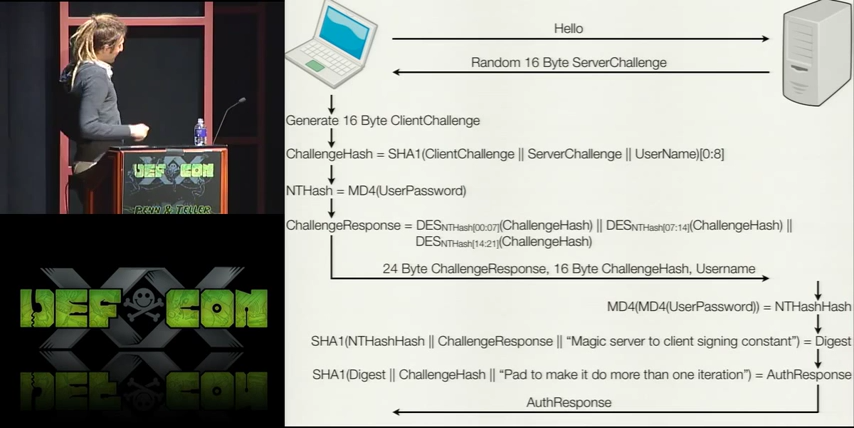 Hello
Random 16 Byte ServerChallenge
Generate 16 Byte ClientChallenge
ChallengeHash = SHA1(ClientChallenge || ServerChallenge || UserName)[0:8]
NTHash = MD4(UserPassword)
ChallengeResponse = DESNTHash[00:07](ChallengeHash) || DESNTHash[07:14](ChallengeHash) ||
DESNTHash[14:21](ChallengeHash)
24 Byte ChallengeResponse, 16 Byte ChallengeHash, Username
MD4(MD4(UserPassword)) = NTHashHash
SHA1(NTHashHash || ChallengeResponse || “Magic server to client signing constant”) = Digest
SHA1(Digest || ChallengeHash || “Pad to make it do more than one iteration”) = AuthResponse
AuthResponse
DEF CON
PENN & TELLER
XX
DEF CON